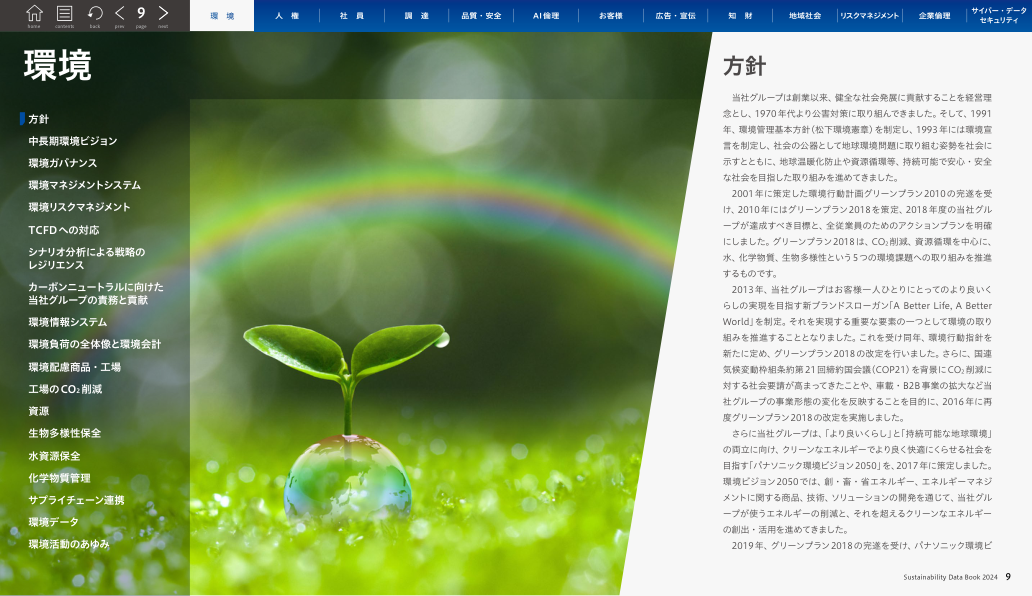 home
contents
back
prev
9
page
next
環 境
人 権
社 員
調 達
品質・安全
AI倫理
お客様
広告・宣伝
知 財
地域社会
リスクマネジメント
企業倫理
サイバー・データ
セキュリティ
環境
方針
中長期環境ビジョン
環境ガバナンス
環境マネジメントシステム
環境リスクマネジメント
TCFDへの対応
シナリオ分析による戦略の
レジリエンス
カーボンニュートラルに向けた
当社グループの責務と貢献
環境情報システム
環境負荷の全体像と環境会計
環境配慮商品・工場
工場のCO₂削減
資源
生物多様性保全
水資源保全
化学物質管理
サプライチェーン連携
環境データ
環境活動のあゆみ
方針
当社グループは創業以来、健全な社会発展に貢献することを経営理
念とし、1970年代より公害対策に取り組んできました。そして、1991
年、環境管理基本方針（松下環境憲章）を制定し、1993年には環境宣
言を制定し、社会の公器として地球環境問題に取り組む姿勢を社会に
示すとともに、地球温暖化防止や資源循環等、持続可能で安心・安全
な社会を目指した取り組みを進めてきました。
2001年に策定した環境行動計画グリーンプラン2010の完遂を受
け、2010年にはグリーンプラン2018を策定、2018年度の当社グルー
プが達成すべき目標と、全従業員のためのアクションプランを明確
にしました。グリーンプラン2018は、CO₂削減、資源循環を中心に、
水、化学物質、生物多様性という5つの環境課題への取り組みを推進
するものです。
2013年、当社グループはお客様一人ひとりにとってのより良いく
らしの実現を目指す新ブランドスローガン「A Better Life, A Better
World」を制定。それを実現する重要な要素の一つとして環境の取り
組みを推進することとなりました。これを受け同年、環境行動指針を
新たに定め、グリーンプラン2018の改定を行いました。さらに、国連
気候変動枠組条約第21回締約国会議（COP21）を背景にCO₂削減に
対する社会要請が高まってきたことや、車載・B2B事業の拡大など当
社グループの事業形態の変化を反映することを目的に、2016年に再
度グリーンプラン2018の改定を実施しました。
さらに当社グループは、「より良いくらし」と「持続可能な地球環境」
の両立に向け、クリーンなエネルギーでより良く快適にくらせる社会を
目指す「パナソニック環境ビジョン2050」を、2017年に策定しました。
環境ビジョン2050では、創・畜・省エネルギー、エネルギーマネジ
メントに関する商品、技術、ソリューションの開発を通じて、当社グル
ープが使うエネルギーの削減と、それを超えるクリーンなエネルギー
の創出・活用を進めてきました。
2019年、グリーンプラン2018の完遂を受け、パナソニック環境ビ
Sustainability Data Book 2024 9